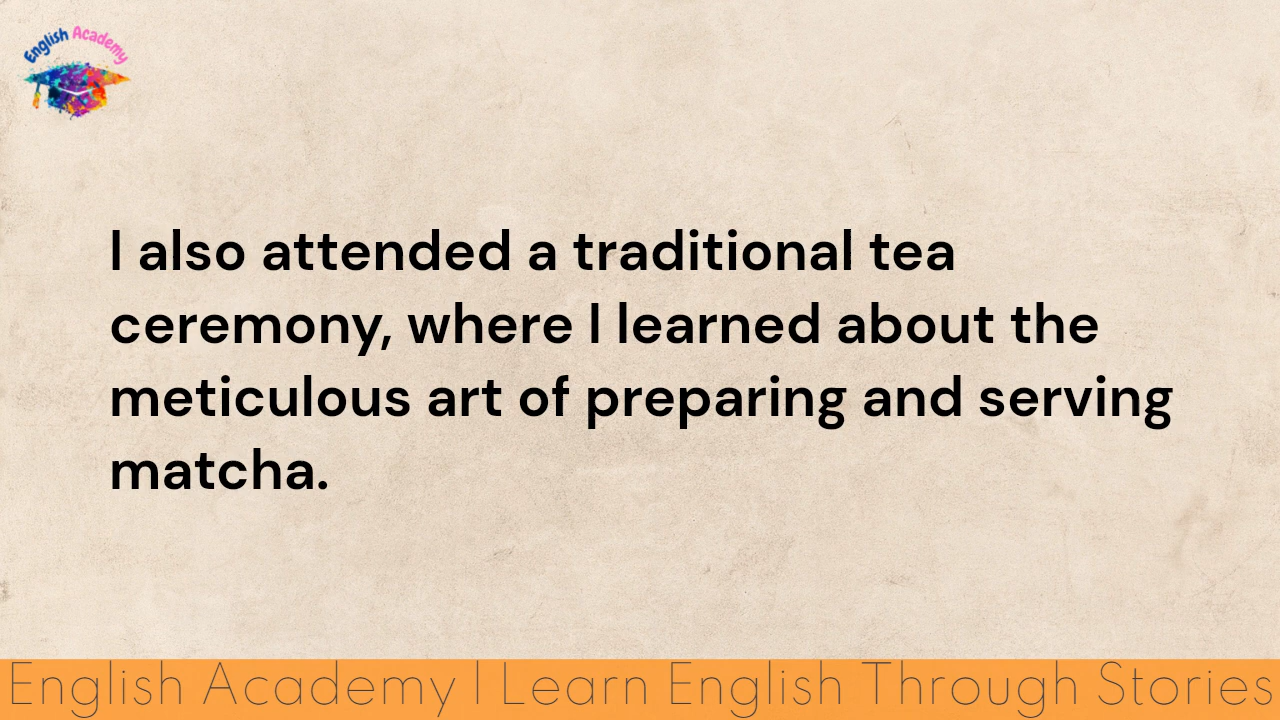 English Academy
I also attended a traditional tea
ceremony, where I learned about the
meticulous art of preparing and serving
matcha.
English Academy | Learn English Through Stories